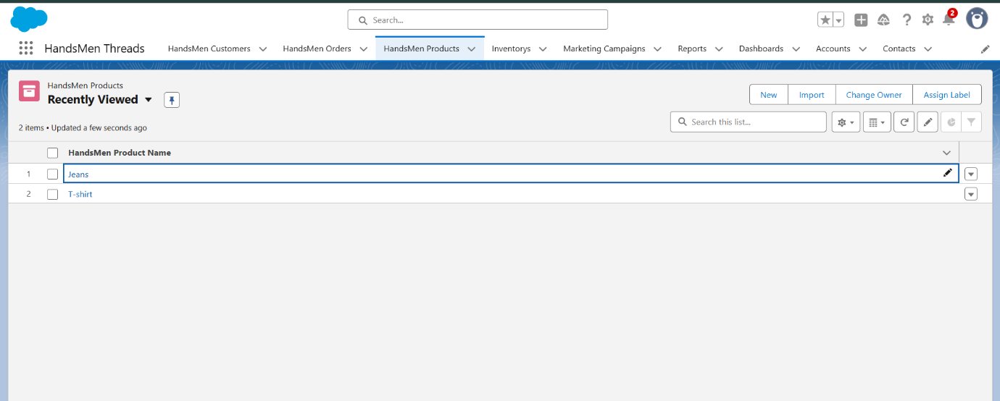 Search...
2
HandsMen Threads HandsMen Customers HandsMen Orders HandsMen Products Inventorys Marketing Campaigns Reports Dashboards Accounts Contacts
HandsMen Products
Recently Viewed
New Import Change Owner Assign Label
2 items • Updated a few seconds ago
Search this list...
HandsMen Product Name
1 Jeans
2 T-shirt